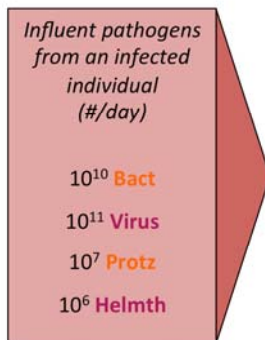 Influent pathogens
from an infected
individual
(#/day)
10¹⁰ Bact
10¹¹ Virus
10⁷ Protz
10⁶ Helmth